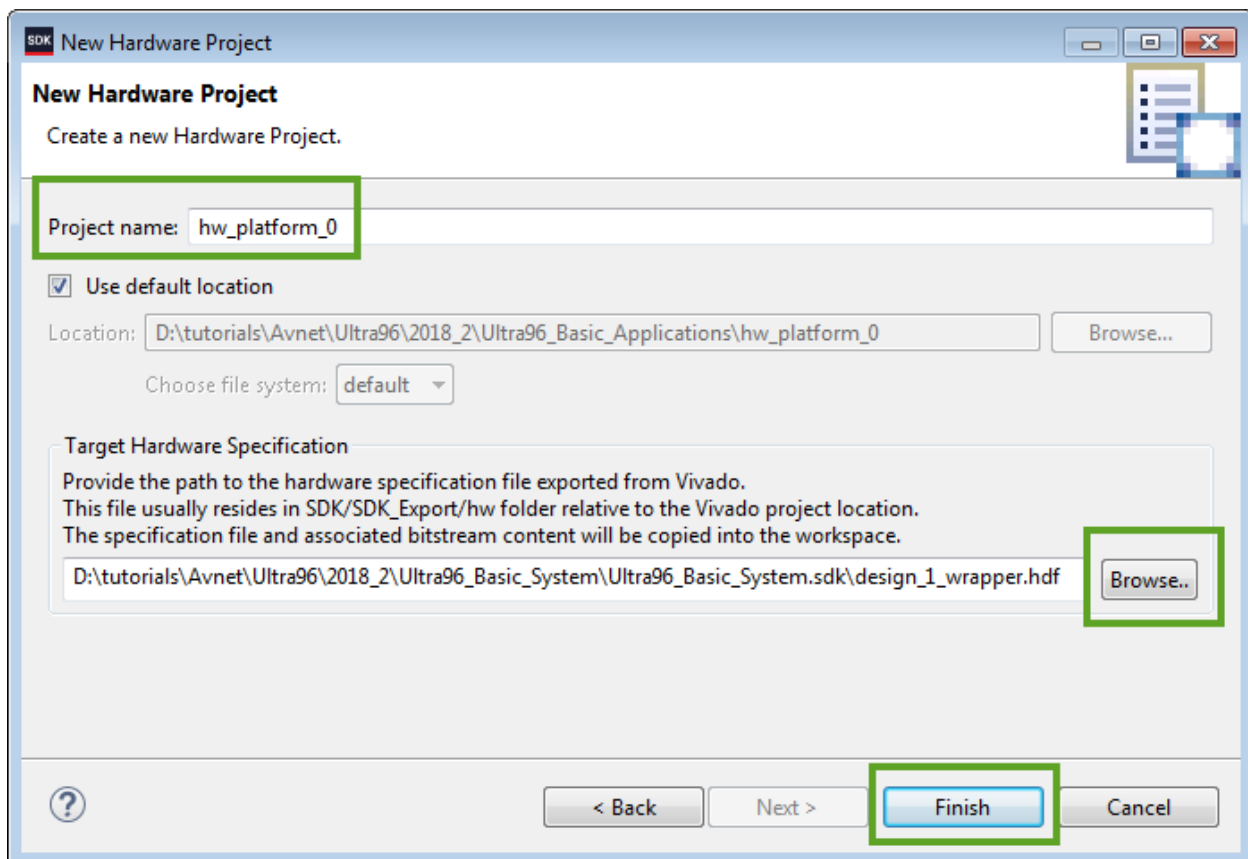 SDK New Hardware Project
New Hardware Project
Create a new Hardware Project.
Project name: hw_platform_0
Use default location
Location: D:\tutorials\Avnet\Ultra96\2018_2\Ultra96_Basic_Applications\hw_platform_0 Browse...
Choose file system: default
Target Hardware Specification
Provide the path to the hardware specification file exported from Vivado.
This file usually resides in SDK/SDK_Export/hw folder relative to the Vivado project location.
The specification file and associated bitstream content will be copied into the workspace.
D:\tutorials\Avnet\Ultra96\2018_2\Ultra96_Basic_System\Ultra96_Basic_System.sdk\design_1_wrapper.hdf Browse..
? < Back Next > Finish Cancel